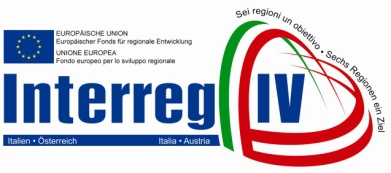 EUROPÄISCHE UNION
Europäischer Fonds für regionale Entwicklung
UNIONE EUROPEA
Fondo europeo per lo sviluppo regionale
Sei regioni un obiettivo • Sechs Regionen ein Ziel
Interreg IV
Italien • Österreich Italia • Austria